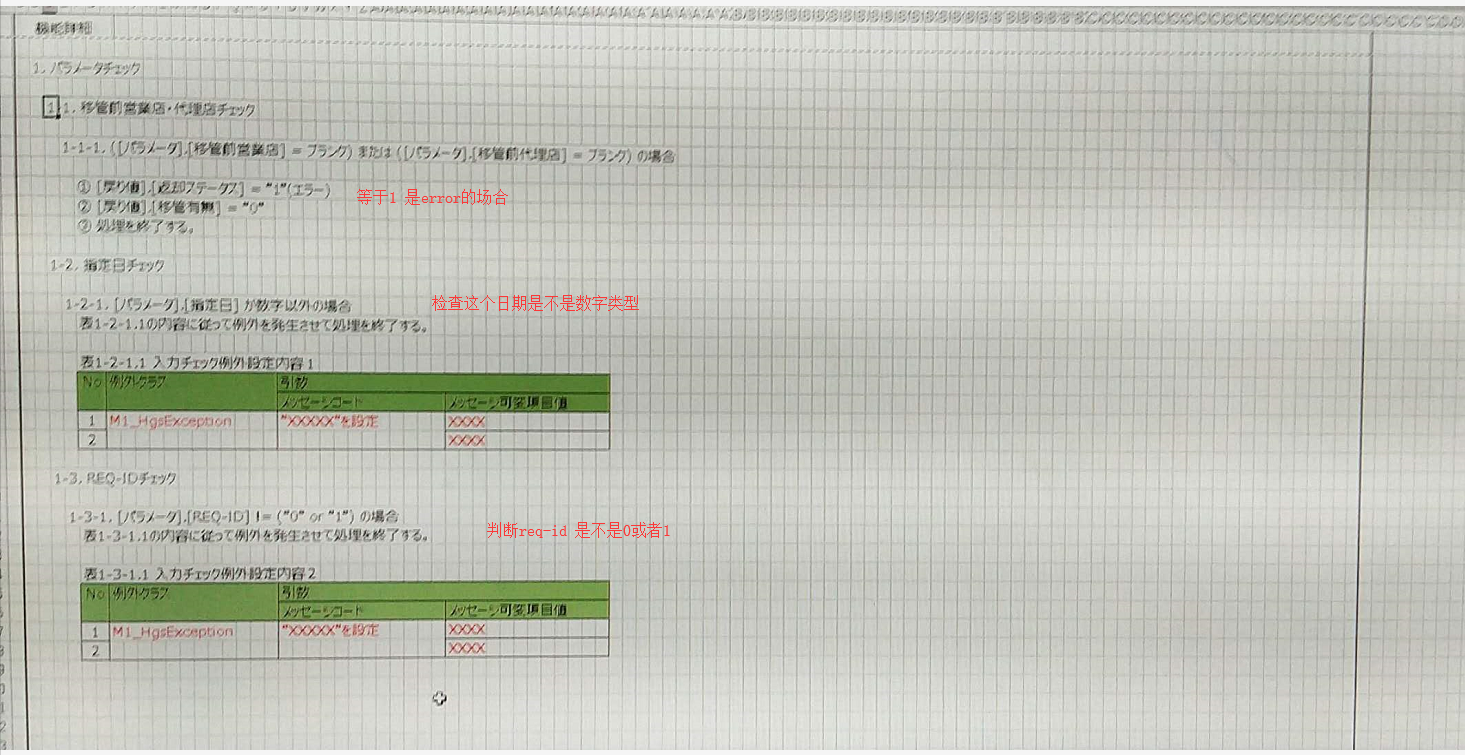 機能詳細
1. パラメータチェック
1-1. 移管前営業店・代理店チェック
1-1-1. ([パラメータ].[移管前営業店] = ブランク) または ([パラメータ].[移管前代理店] = ブランク) の場合
① [戻り値].[返却ステータス] = "1"(エラー)
等于1 是error的场合
② [戻り値].[移管有無] = "0"
③ 処理を終了する。
1-2. 指定日チェック
1-2-1. [パラメータ].[指定日] が数字以外の場合
检查这个日期是不是数字类型
表1-2-1.1の内容に従って例外を発生させて処理を終了する。
表1-2-1.1 入力チェック例外設定内容1
No 例外クラス 引数
メッセージコード メッセージ可変項目値
1 M1_HgsException "XXXXX"を設定 XXXX
2 XXXX
1-3. REQ-IDチェック
1-3-1. [パラメータ].[REQ-ID] != ("0" or "1") の場合
判断req-id 是不是0或者1
表1-3-1.1の内容に従って例外を発生させて処理を終了する。
表1-3-1.1 入力チェック例外設定内容2
No 例外クラス 引数
メッセージコード メッセージ可変項目値
1 M1_HgsException "XXXXX"を設定 XXXX
2 XXXX